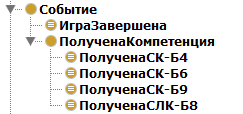 Событие
ИграЗавершена
ПолученаКомпетенция
ПолученаСК-Б4
ПолученаСК-Б6
ПолученаСК-Б9
ПолученаСЛК-Б8